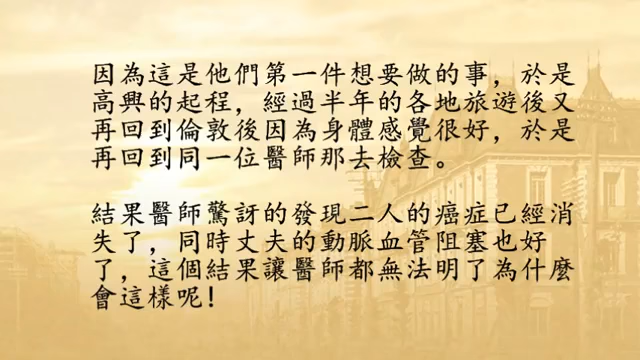 因為這是他們第一件想要做的事，於是
高興的起程，經過半年的各地旅遊後又
再回到倫敦後因為身體感覺很好，於是
再回到同一位醫師那去檢查。
結果醫師驚訝的發現二人的癌症已經消
失了，同時丈夫的動脈血管阻塞也好
了，這個結果讓醫師都無法明了為什麼
會這樣呢!